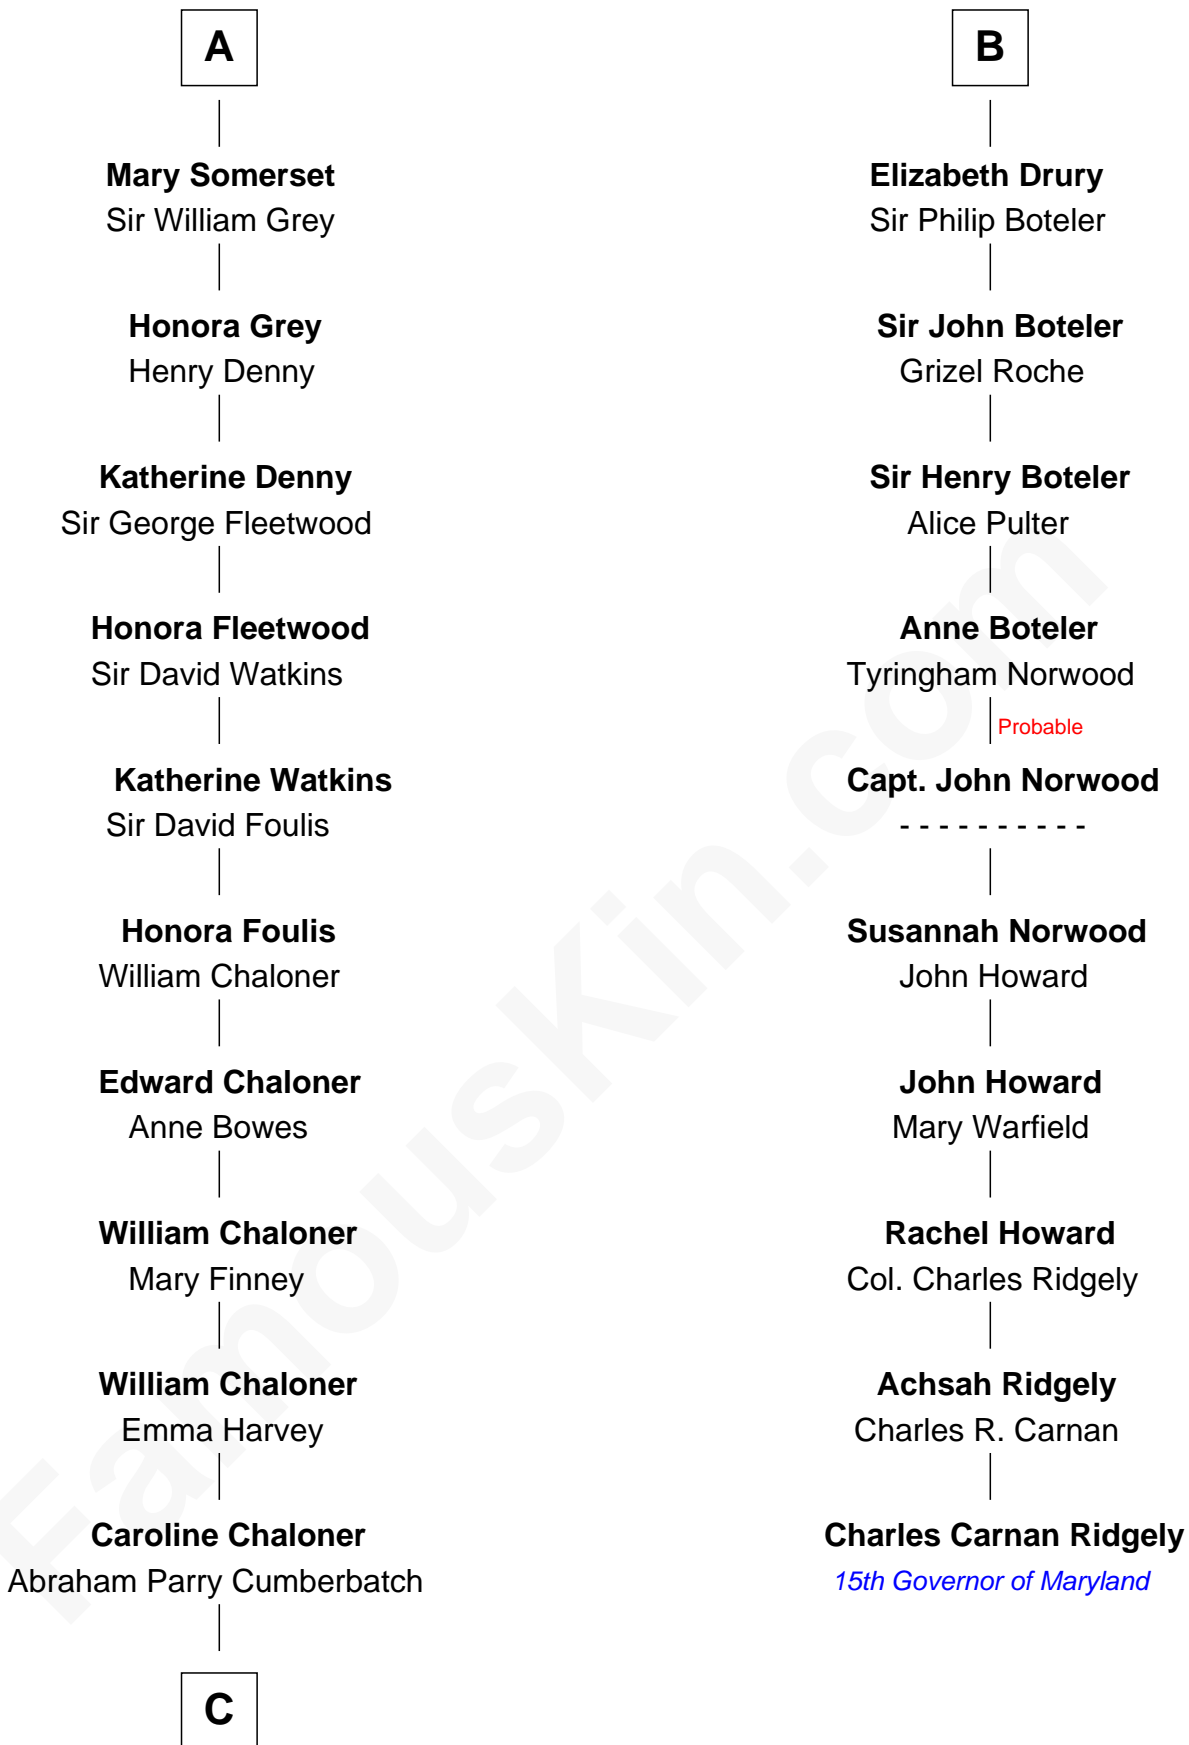 A
Mary Somerset
Sir William Grey
Honora Grey
Henry Denny
Katherine Denny
Sir George Fleetwood
Honora Fleetwood
Sir David Watkins
Katherine Watkins
Sir David Foulis
Honora Foulis
William Chaloner
Edward Chaloner
Anne Bowes
William Chaloner
Mary Finney
William Chaloner
Emma Harvey
Caroline Chaloner
Abraham Parry Cumberbatch
C
B
Elizabeth Drury
Sir Philip Boteler
Sir John Boteler
Grizel Roche
Sir Henry Boteler
Alice Pulter
Anne Boteler
Tyringham Norwood
Probable
Capt. John Norwood
- - - - - - - - - -
Susannah Norwood
John Howard
John Howard
Mary Warfield
Rachel Howard
Col. Charles Ridgely
Achsah Ridgely
Charles R. Carnan
Charles Carnan Ridgely
15th Governor of Maryland
FamousKin.com